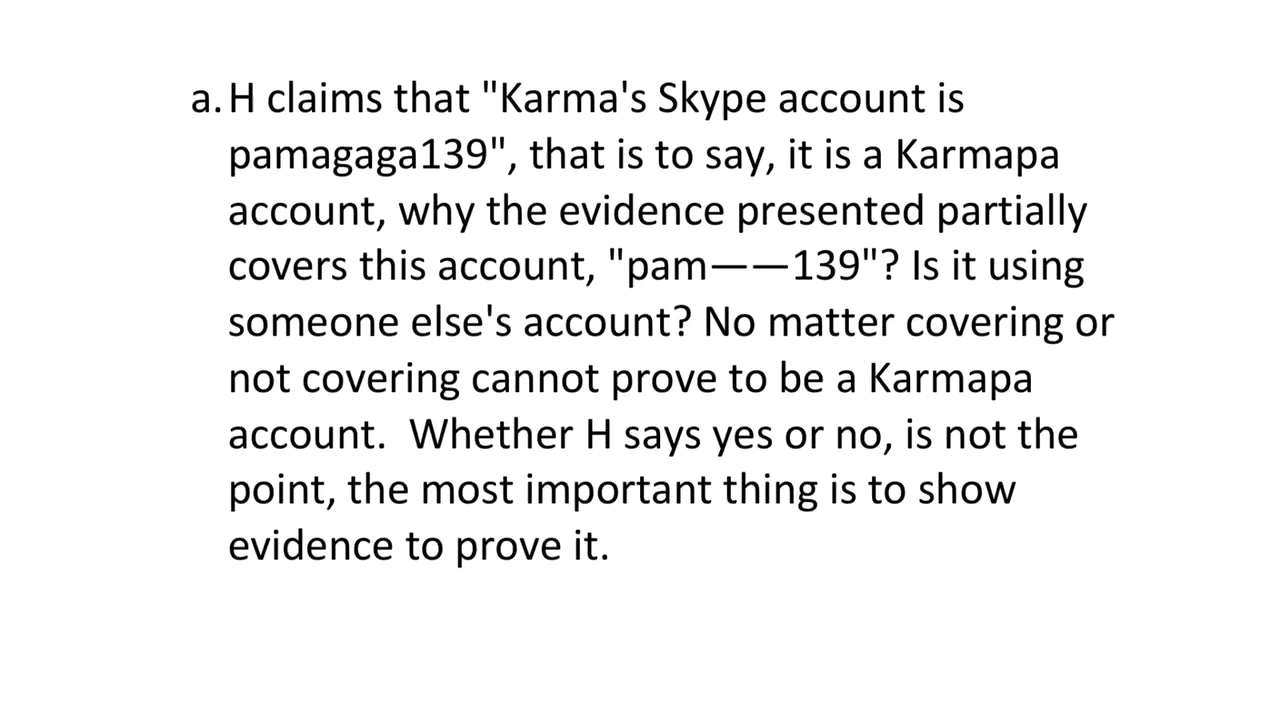 a. H claims that "Karma's Skype account is
pamagaga139", that is to say, it is a Karmapa
account, why the evidence presented partially
covers this account, "pam——139"? Is it using
someone else's account? No matter covering or
not covering cannot prove to be a Karmapa
account.  Whether H says yes or no, is not the
point, the most important thing is to show
evidence to prove it.